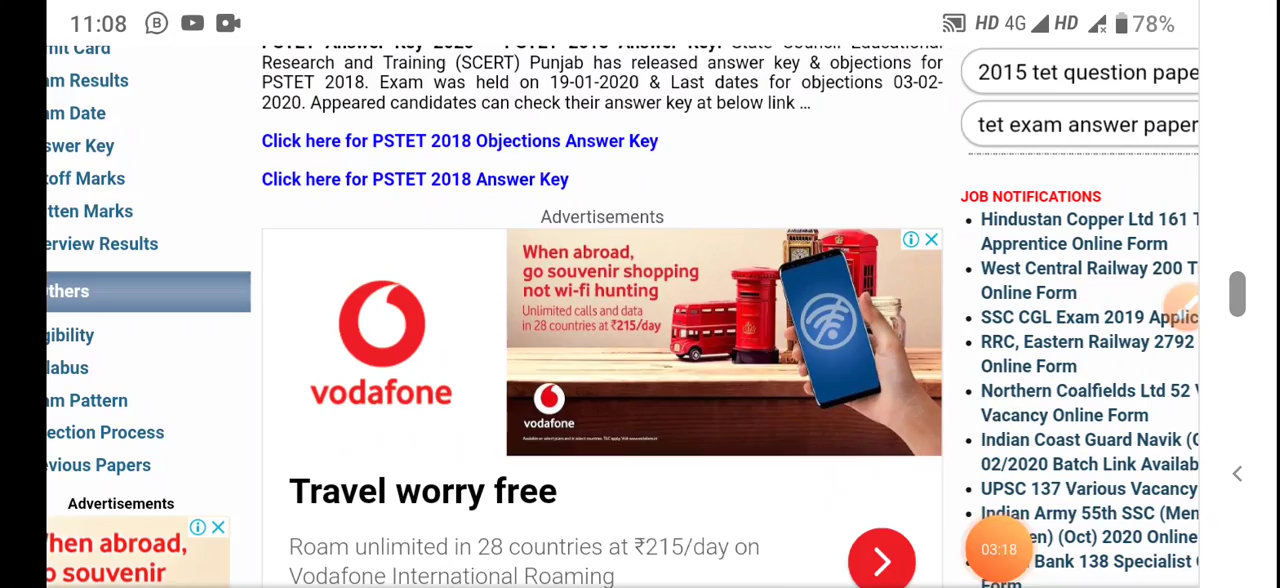 11:08
HD 4G HD 78%
mit Card
am Results
am Date
swer Key
toff Marks
tten Marks
erview Results
thers
gibility
labus
am Pattern
ection Process
evious Papers
Advertisements
hen abroad,
o souvenir
Research and Training (SCERT) Punjab has released answer key & objections for
PSTET 2018. Exam was held on 19-01-2020 & Last dates for objections 03-02-
2020. Appeared candidates can check their answer key at below link ...
Click here for PSTET 2018 Objections Answer Key
Click here for PSTET 2018 Answer Key
Advertisements
vodafone
When abroad,
go souvenir shopping
not wi-fi hunting
Unlimited calls and data
in 28 countries at ₹215/day
vodafone
Travel worry free
Roam unlimited in 28 countries at ₹215/day on
Vodafone International Roaming
2015 tet question pape
tet exam answer paper
JOB NOTIFICATIONS
Hindustan Copper Ltd 161 T
Apprentice Online Form
West Central Railway 200 T
Online Form
SSC CGL Exam 2019 Applic
RRC, Eastern Railway 2792
Online Form
Northern Coalfields Ltd 52 V
Vacancy Online Form
Indian Coast Guard Navik (
02/2020 Batch Link Availab
UPSC 137 Various Vacancy
Indian Army 55th SSC (Men
en) (Oct) 2020 Online
Bank 138 Specialist
Form
03:18